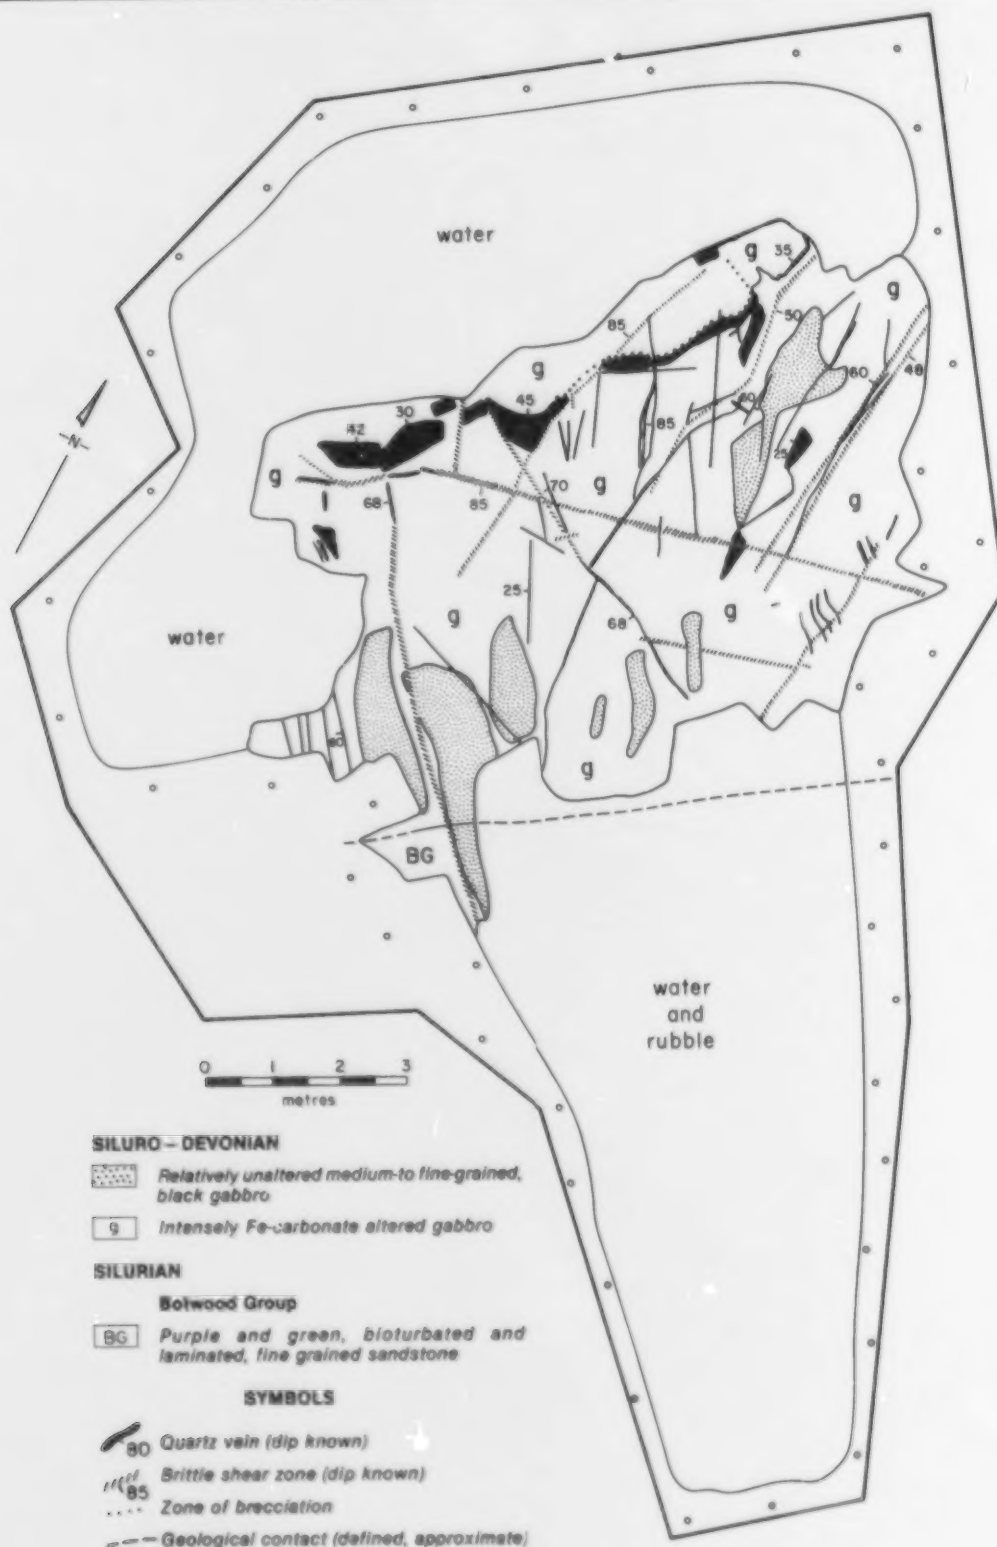 water
g
35
g
85
50
g
60
48
30
45
42
60
g
85
25
g
g
70
68
85
25
g
g
68
water
80
g
BG
water
and
rubble
N
0 1 2 3
metres
SILURO – DEVONIAN
Relatively unaltered medium-to fine-grained,
black gabbro
g Intensely Fe-carbonate altered gabbro
SILURIAN
Botwood Group
BG Purple and green, bioturbated and
laminated, fine grained sandstone
SYMBOLS
80 Quartz vein (dip known)
85 Brittle shear zone (dip known)
Zone of brecciation
Geological contact (defined, approximate)